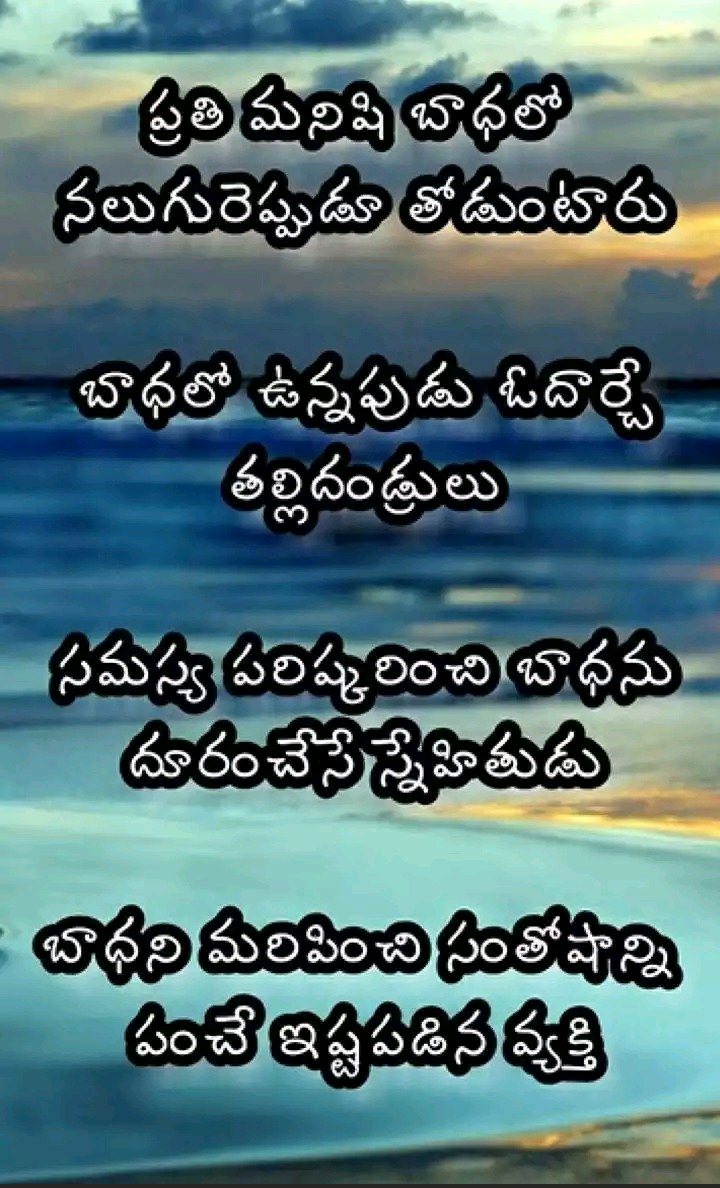 ప్రతి మనిషి బాధలో
నలుగురెప్పుడూ తోడుంటారు
బాధలో ఉన్నపుడు ఓదార్చే
తల్లిదండ్రులు
సమస్య పరిష్కరించి బాధను
దూరంచేసే స్నేహితుడు
బాధని మరిపించి సంతోషాన్ని
పంచే ఇష్టపడిన వ్యక్తి